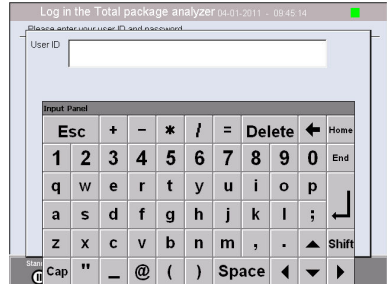 Log in the Total package analyzer 04-01-2011 - 09:45:14
Please enter your user ID and password
User ID
Input Panel
Esc + - * / = Delete Home
1 2 3 4 5 6 7 8 9 0 End
q w e r t y u i o p
a s d f g h j k l ;
z x c v b n m , . Shift
Cap " _ @ ( ) Space
Stan